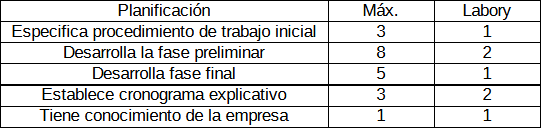 Planificación Máx. Labory
Especifica procedimiento de trabajo inicial 3 1
Desarrolla la fase preliminar 8 2
Desarrolla fase final 5 1
Establece cronograma explicativo 3 2
Tiene conocimiento de la empresa 1 1